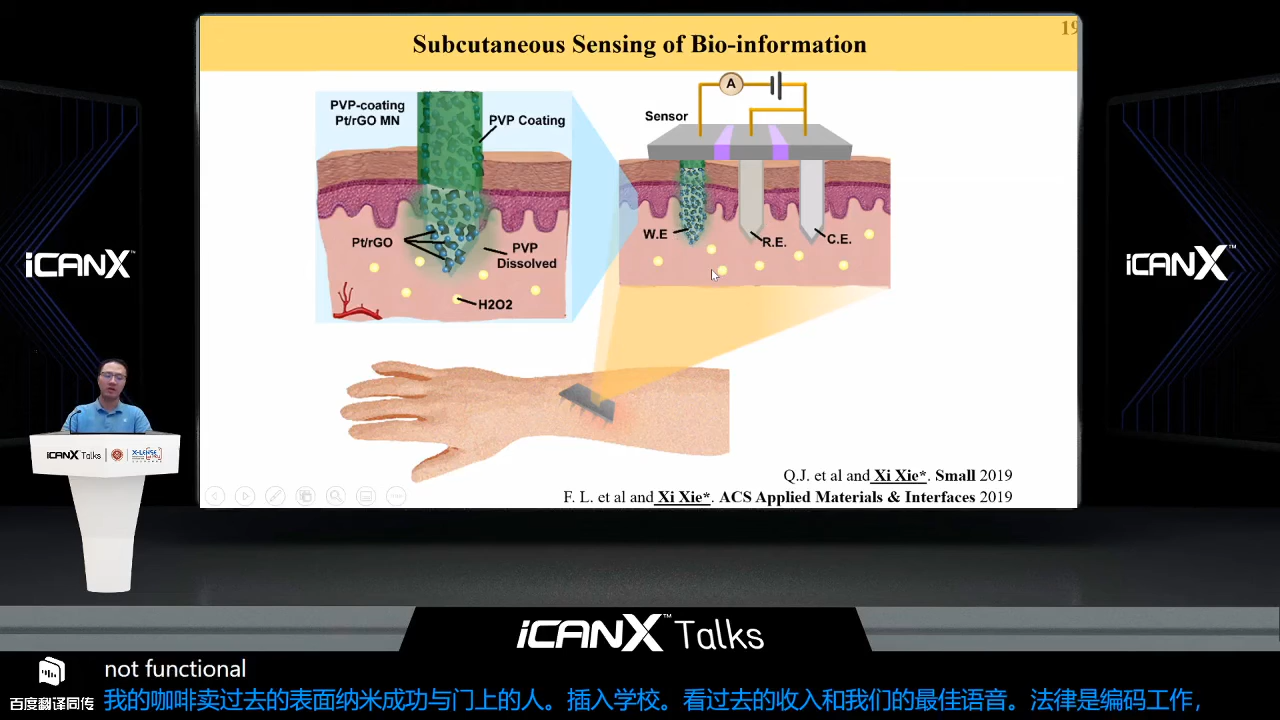 19
Subcutaneous Sensing of Bio-information
PVP-coating
Pt/rGO MN
PVP Coating
Pt/rGO
PVP
Dissolved
H2O2
A
Sensor
W.E
R.E.
C.E.
Q.J. et al and Xi Xie*. Small 2019
F. L. et al and Xi Xie*. ACS Applied Materials & Interfaces 2019
iCANX
iCANX™
iCANX Talks
X-LENSE
iCANX™ Talks
not functional
百度翻译同传
我的咖啡卖过去的表面纳米成功与门上的人。插入学校。看过去的收入和我们的最佳语音。法律是编码工作，